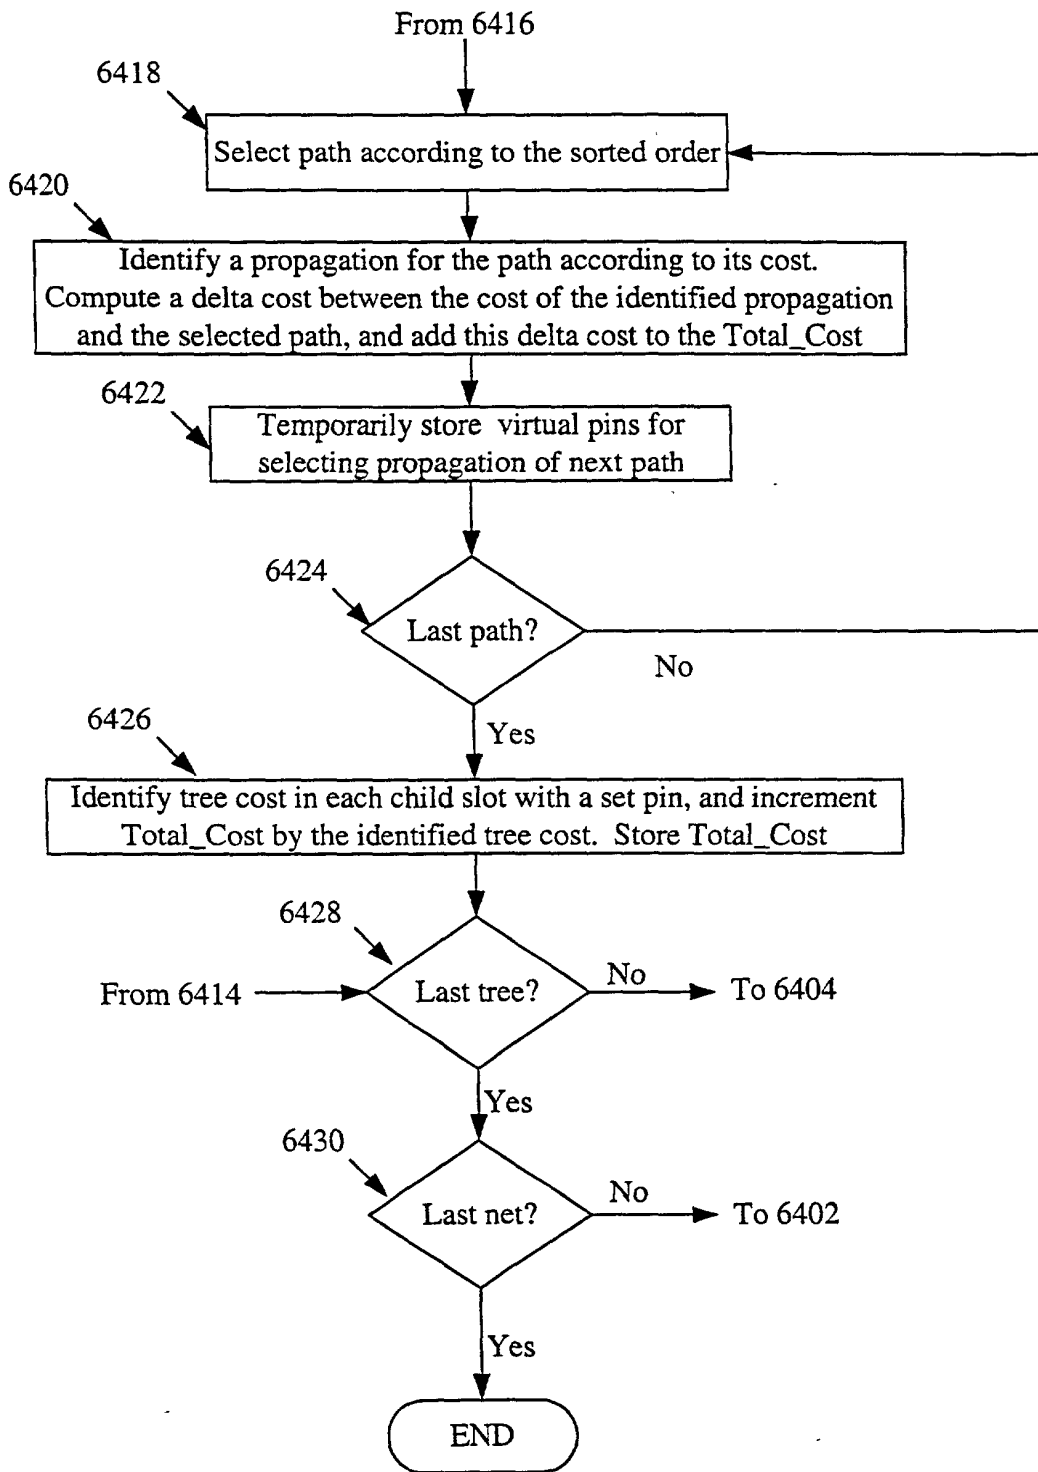 From 6416
6418
Select path according to the sorted order
6420
Identify a propagation for the path according to its cost.
Compute a delta cost between the cost of the identified propagation
and the selected path, and add this delta cost to the Total_Cost
6422
Temporarily store virtual pins for
selecting propagation of next path
6424
Last path?
No
Yes
6426
Identify tree cost in each child slot with a set pin, and increment
Total_Cost by the identified tree cost. Store Total_Cost
6428
From 6414
Last tree?
No
To 6404
Yes
6430
Last net?
No
To 6402
Yes
END